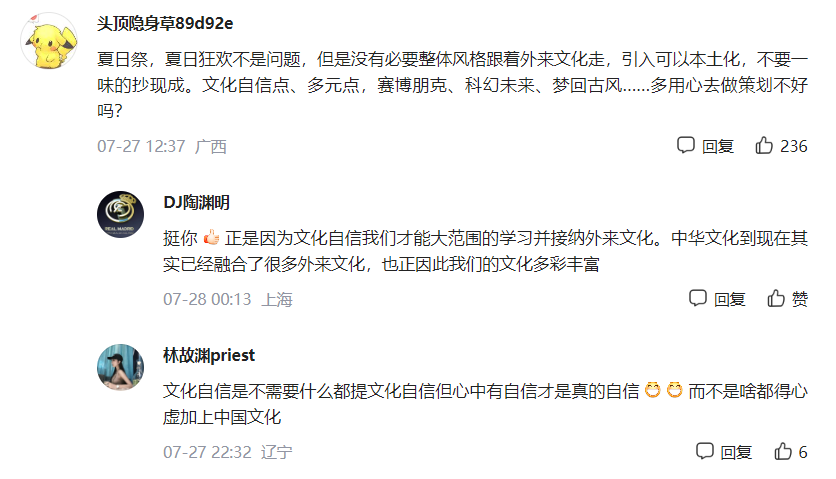 头顶隐身草89d92e
夏日祭，夏日狂欢不是问题，但是没有必要整体风格跟着外来文化走，引入可以本土化，不要一
味的抄现成。文化自信点、多元点，赛博朋克、科幻未来、梦回古风......多用心去做策划不好
吗？
07-27 12:37 广西
回复 236
DJ陶渊明
挺你👍正是因为文化自信我们才能大范围的学习并接纳外来文化。中华文化到现在其
实已经融合了很多外来文化，也正因此我们的文化多彩丰富
07-28 00:13 上海
回复 赞
林故渊priest
文化自信是不需要什么都提文化自信但心中有自信才是真的自信😁😁而不是啥都得心
虚加上中国文化
07-27 22:32 辽宁
回复 6
REAL MADRID